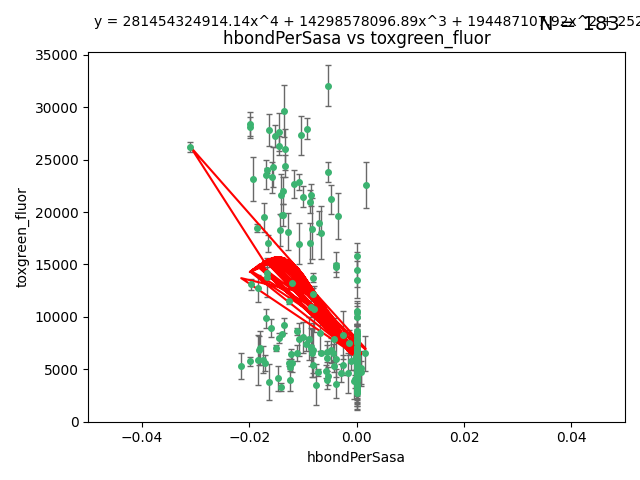 y = 281454324914.14x^4 + 14298578096.89x^3 +
N = 183
hbondPerSasa vs toxgreen_fluor
35000
30000
25000
20000
15000
10000
5000
0
toxgreen_fluor
−0.04
−0.02
0.00
0.02
0.04
hbondPerSasa